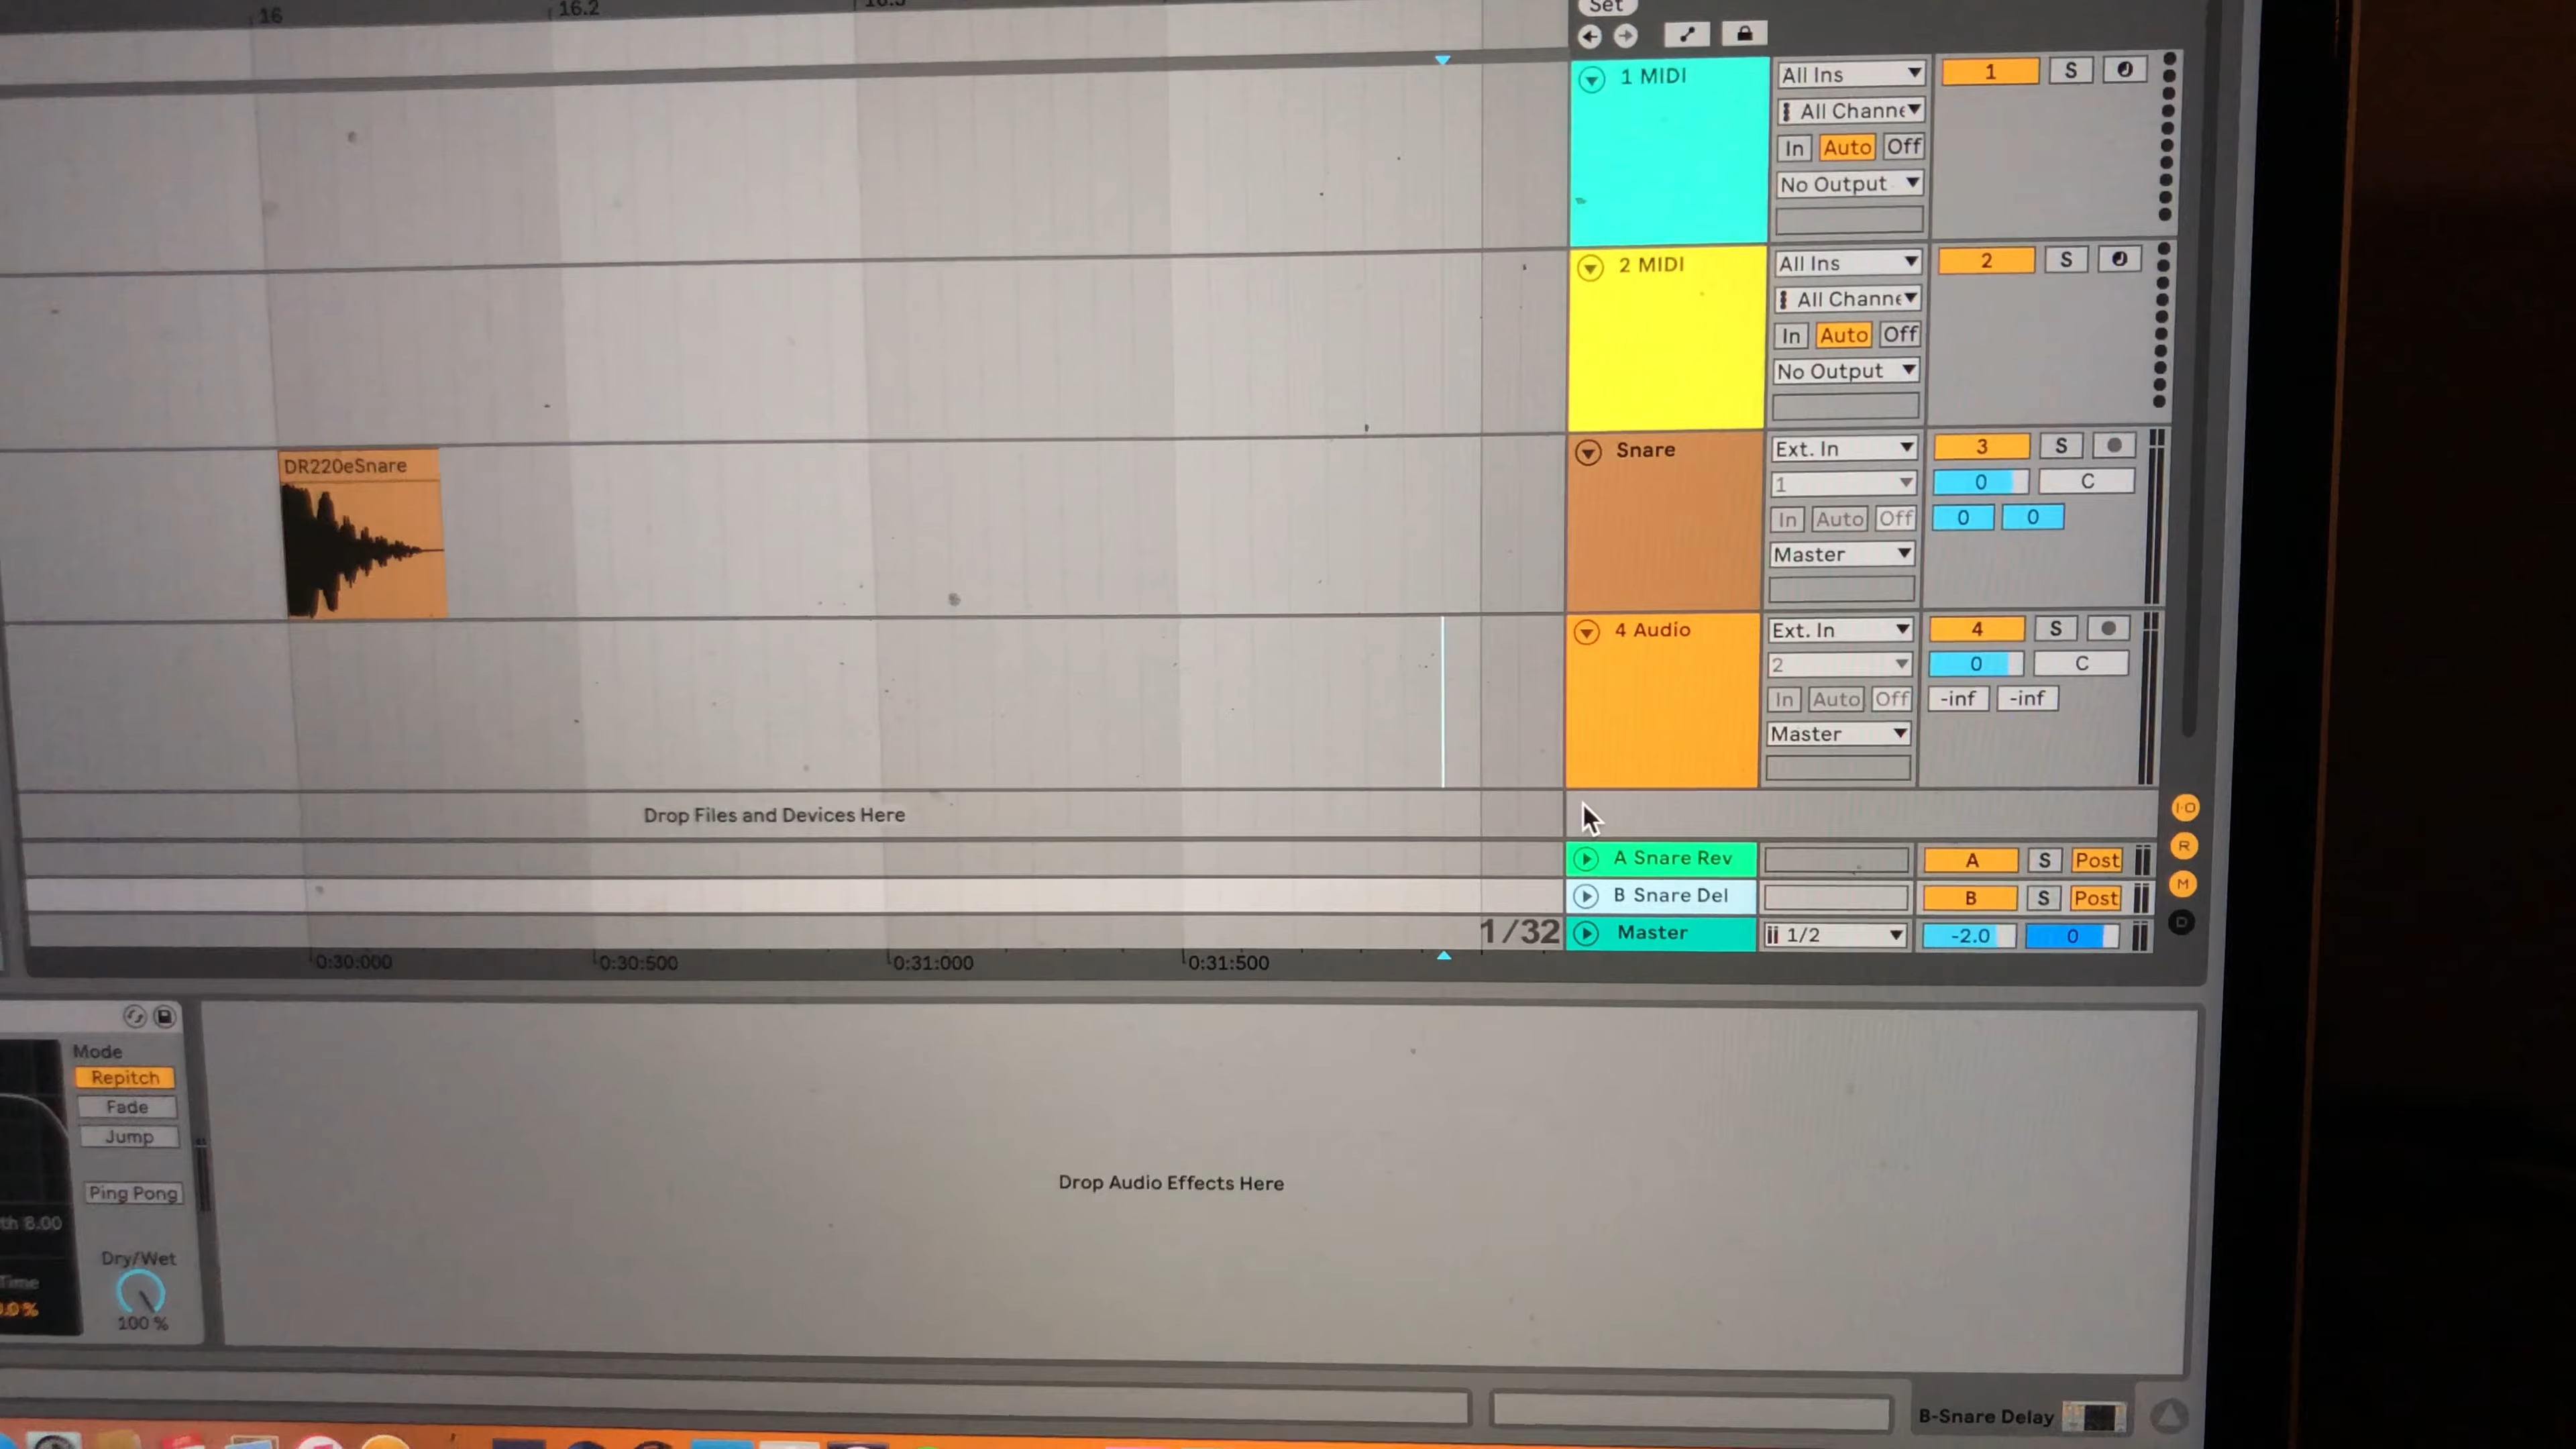 16
16.2
16.3
Set
1 MIDI
All Ins
1
S
All Channe
In
Auto
Off
No Output
2 MIDI
All Ins
2
S
All Channe
In
Auto
Off
No Output
DR220eSnare
Snare
Ext. In
3
S
1
0
C
In
Auto
Off
0
0
Master
4 Audio
Ext. In
4
S
2
0
C
In
Auto
Off
-inf
-inf
Master
Drop Files and Devices Here
I·O
A Snare Rev
A
S
Post
R
B Snare Del
B
S
Post
M
1/32
Master
1/2
-2.0
0
D
0:30:000
0:30:500
0:31:000
0:31:500
Mode
Repitch
Fade
Jump
Ping Pong
th 8.00
Dry/Wet
Time
0.0 %
100 %
Drop Audio Effects Here
B-Snare Delay